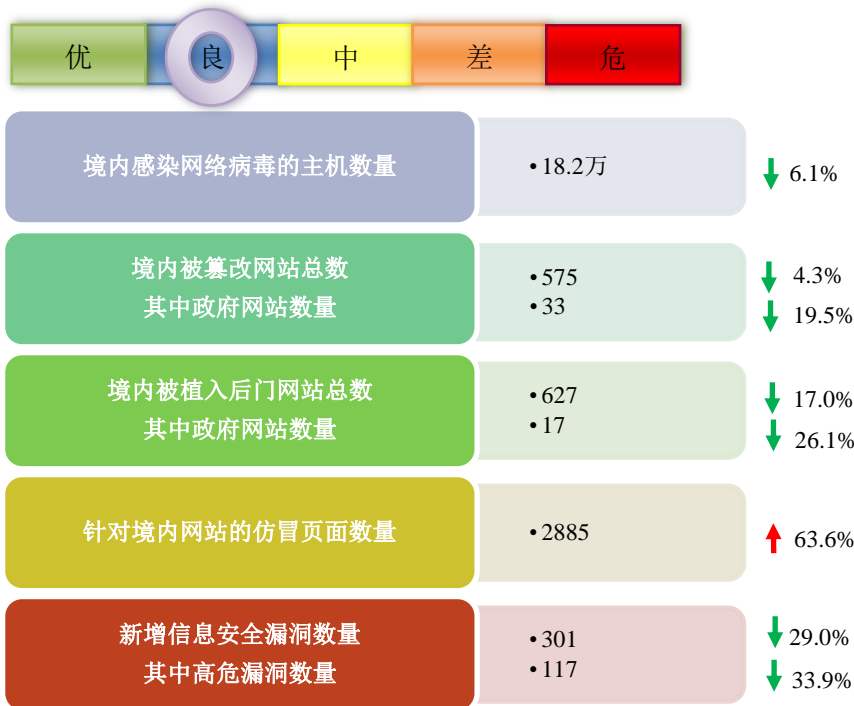 优 良 中 差 危
境内感染网络病毒的主机数量 •18.2万 6.1%
境内被篡改网站总数 •575 4.3%
其中政府网站数量 •33 19.5%
境内被植入后门网站总数 •627 17.0%
其中政府网站数量 •17 26.1%
针对境内网站的仿冒页面数量 •2885 63.6%
新增信息安全漏洞数量 •301 29.0%
其中高危漏洞数量 •117 33.9%